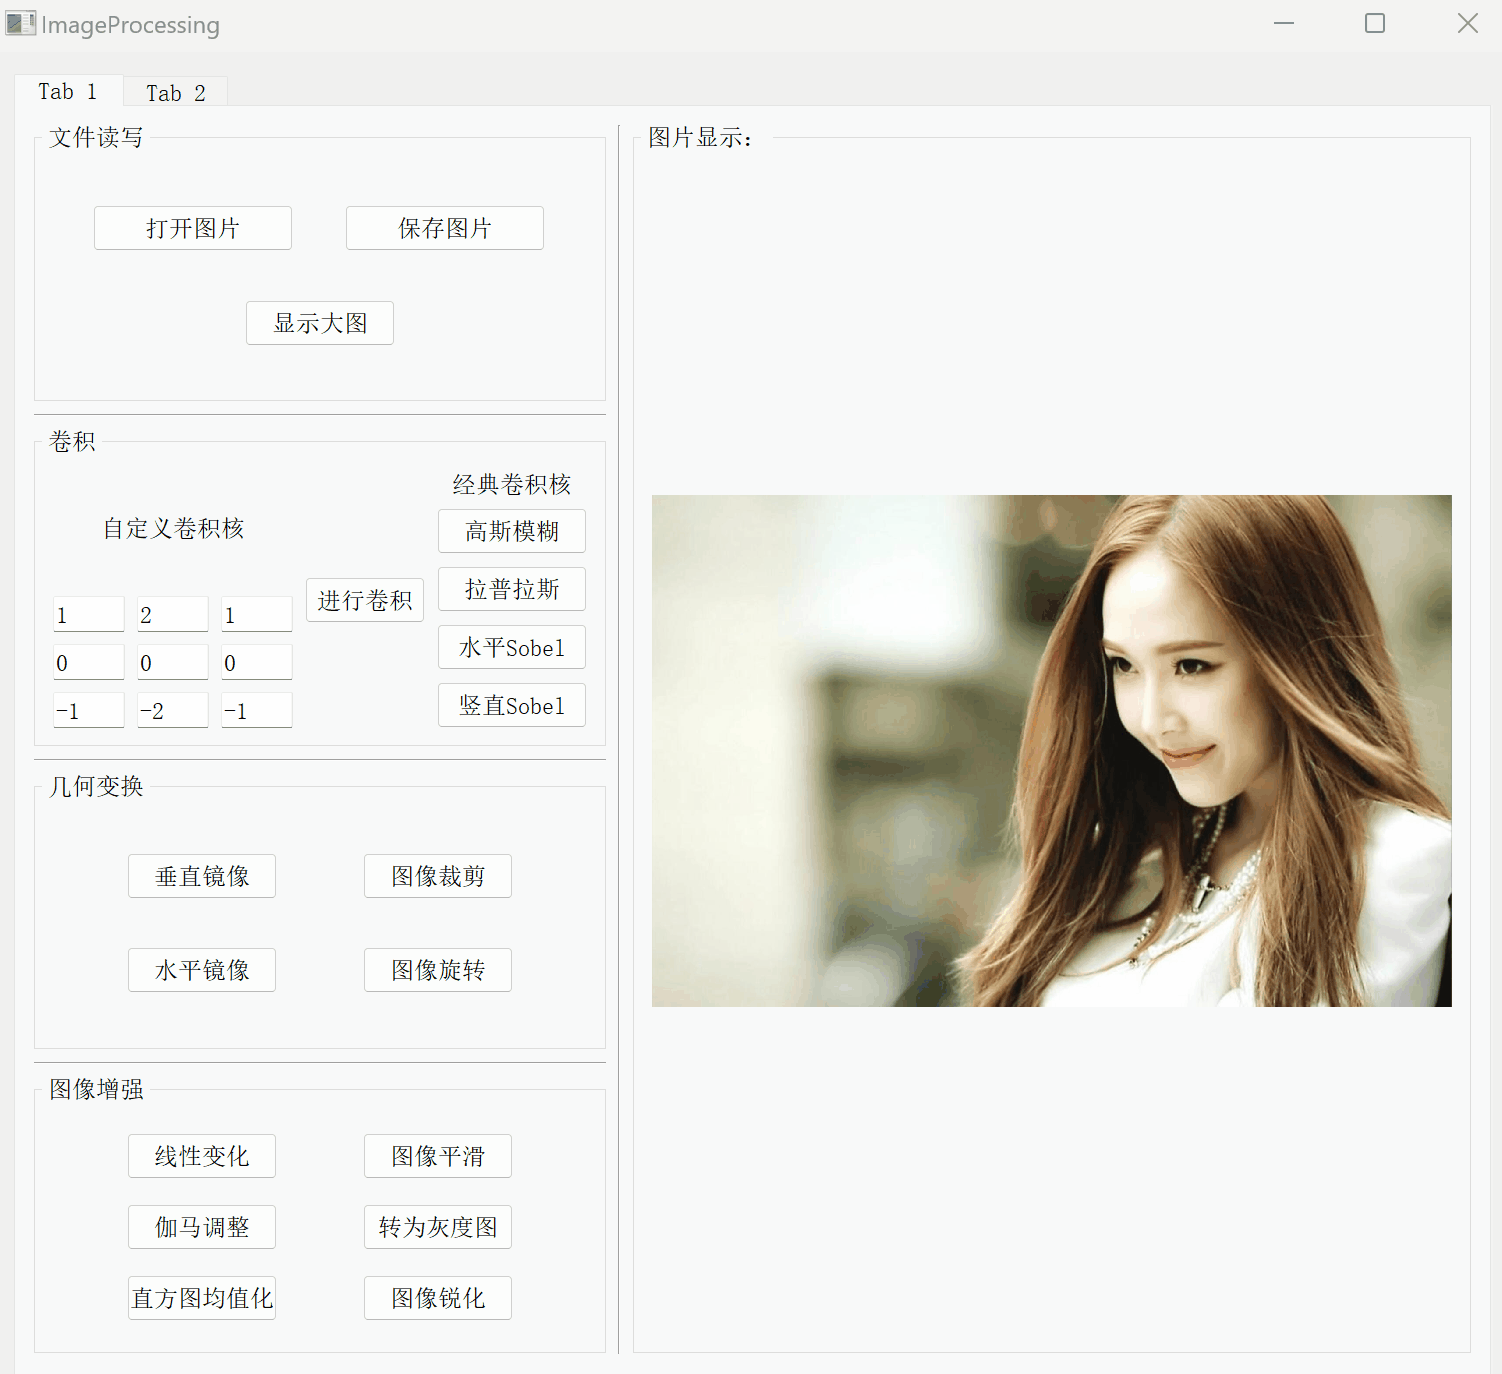 ImageProcessing
Tab 1
Tab 2
文件读写
打开图片
保存图片
显示大图
卷积
自定义卷积核
1 2 1
0 0 0
-1 -2 -1
进行卷积
经典卷积核
高斯模糊
拉普拉斯
水平Sobel
竖直Sobel
几何变换
垂直镜像
图像裁剪
水平镜像
图像旋转
图像增强
线性变化
图像平滑
伽马调整
转为灰度图
直方图均值化
图像锐化
图片显示: